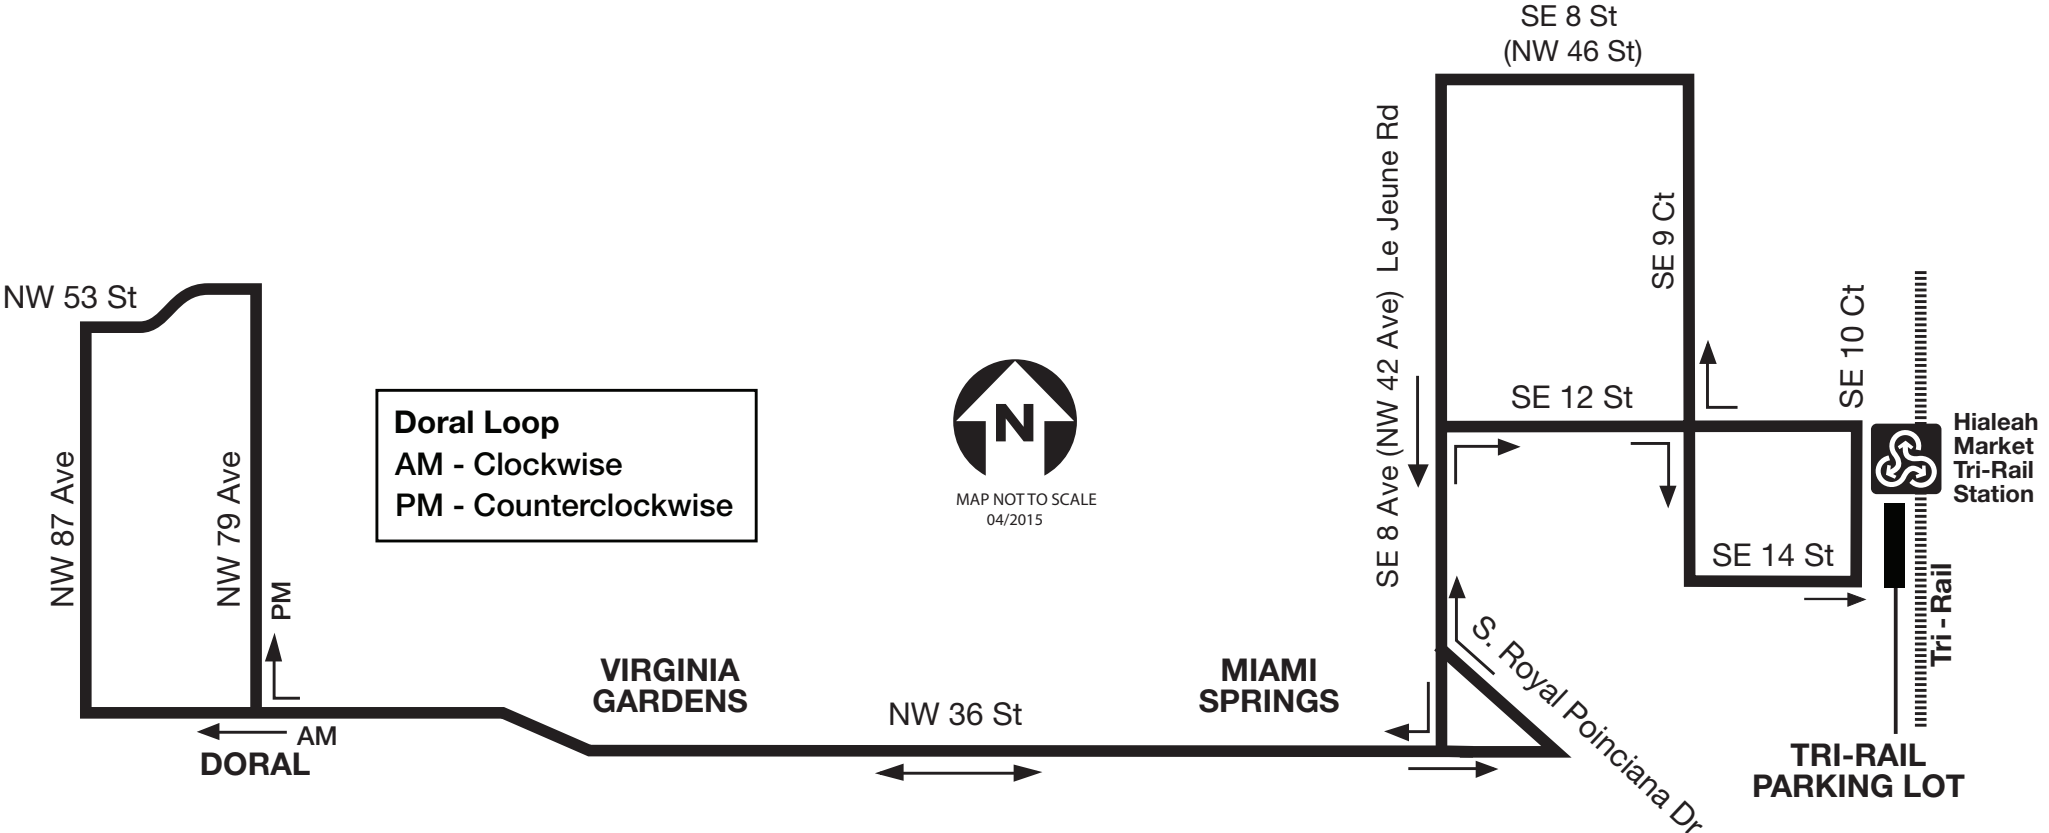 SE 8 St
(NW 46 St)
SE 8 Ave (NW 42 Ave) Le Jeune Rd
SE 9 Ct
SE 10 Ct
NW 53 St
Doral Loop
AM - Clockwise
PM - Counterclockwise
N
MAP NOT TO SCALE
04/2015
SE 12 St
Hialeah
Market
Tri-Rail
Station
NW 87 Ave
NW 79 Ave
PM
SE 14 St
Tri - Rail
S. Royal Poinciana Dr
VIRGINIA
GARDENS
MIAMI
SPRINGS
NW 36 St
AM
DORAL
TRI-RAIL
PARKING LOT